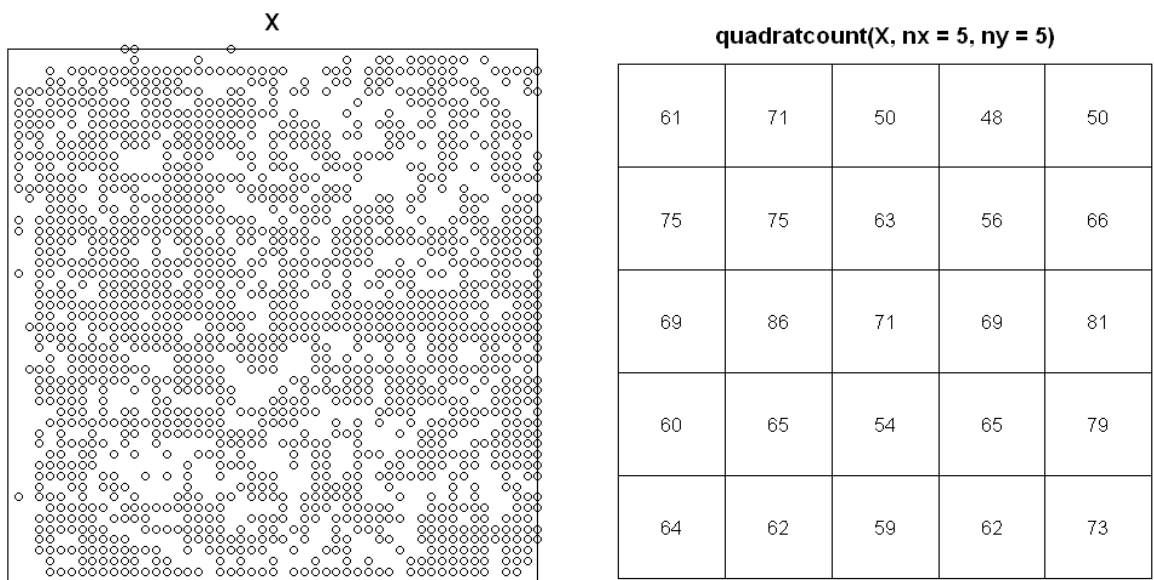 X
quadratcount(X, nx = 5, ny = 5)
61 71 50 48 50
75 75 63 56 66
69 86 71 69 81
60 65 54 65 79
64 62 59 62 73